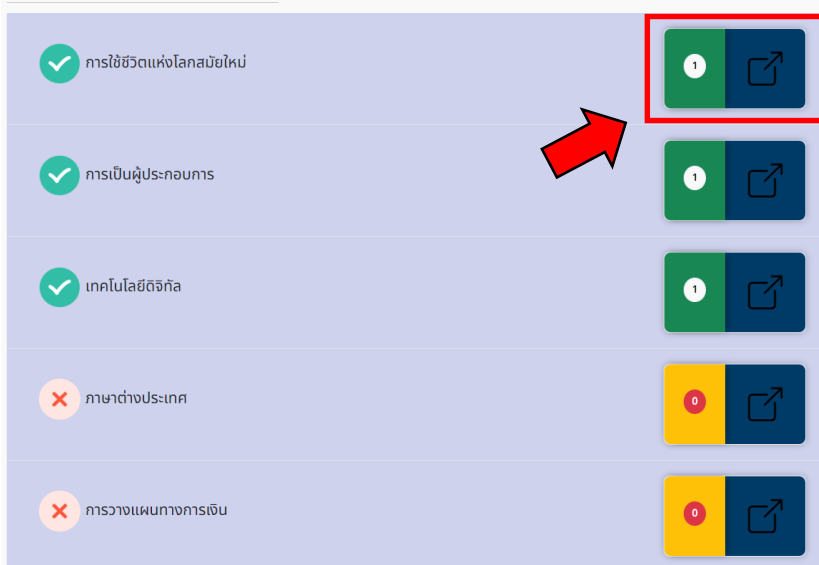 การใช้ชีวิตแห่งโลกสมัยใหม่ 1
การเป็นผู้ประกอบการ 1
เทคโนโลยีดิจิทัล 1
ภาษาต่างประเทศ 0
การวางแผนทางการเงิน 0